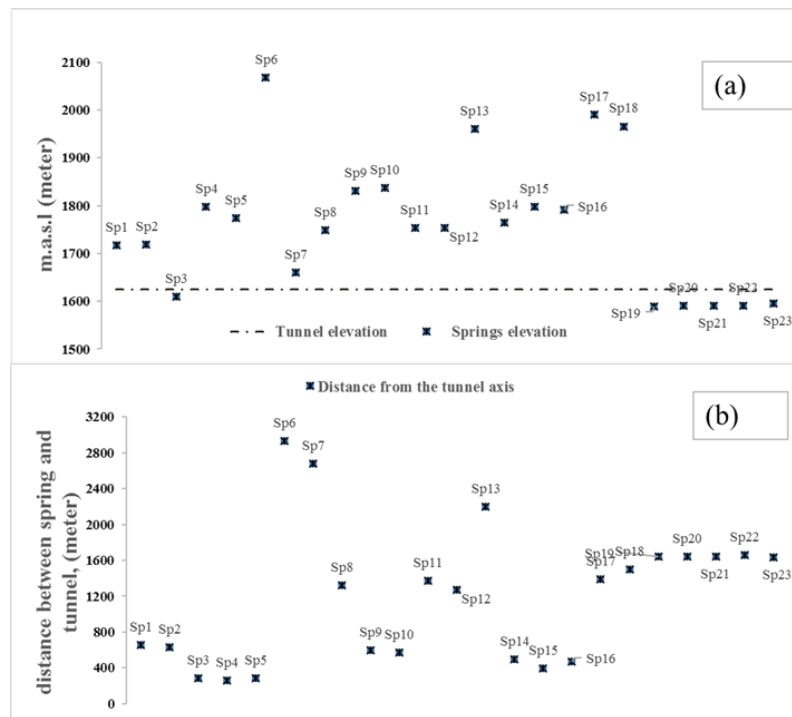 (a)
m.a.s.l (meter)
2100
2000
1900
1800
1700
1600
1500
Sp1
Sp2
Sp3
Sp4
Sp5
Sp6
Sp7
Sp8
Sp9
Sp10
Sp11
Sp12
Sp13
Sp14
Sp15
Sp16
Sp17
Sp18
Sp19
Sp20
Sp21
Sp22
Sp23
Tunnel elevation
Springs elevation
(b)
Distance from the tunnel axis
distance between spring and
tunnel, (meter)
3200
2800
2400
2000
1600
1200
800
400
0
Sp1
Sp2
Sp3
Sp4
Sp5
Sp6
Sp7
Sp8
Sp9
Sp10
Sp11
Sp12
Sp13
Sp14
Sp15
Sp16
Sp17
Sp18
Sp19
Sp20
Sp21
Sp22
Sp23